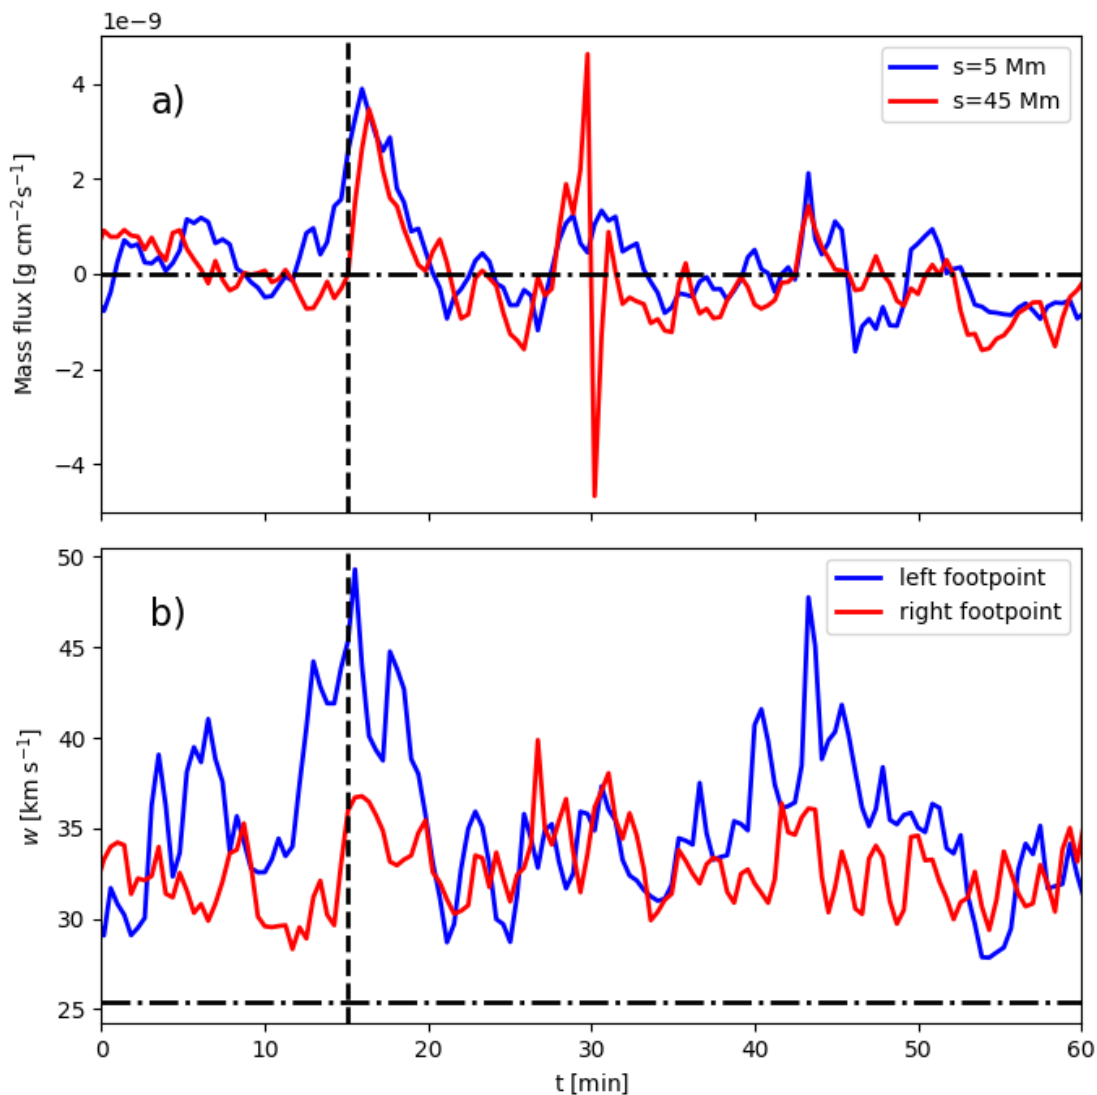 1e−9
a)
s=5 Mm
s=45 Mm
4
2
0
−2
−4
Mass flux [g cm⁻²s⁻¹]
b)
left footpoint
right footpoint
50
45
40
35
30
25
w [km s⁻¹]
0 10 20 30 40 50 60
t [min]